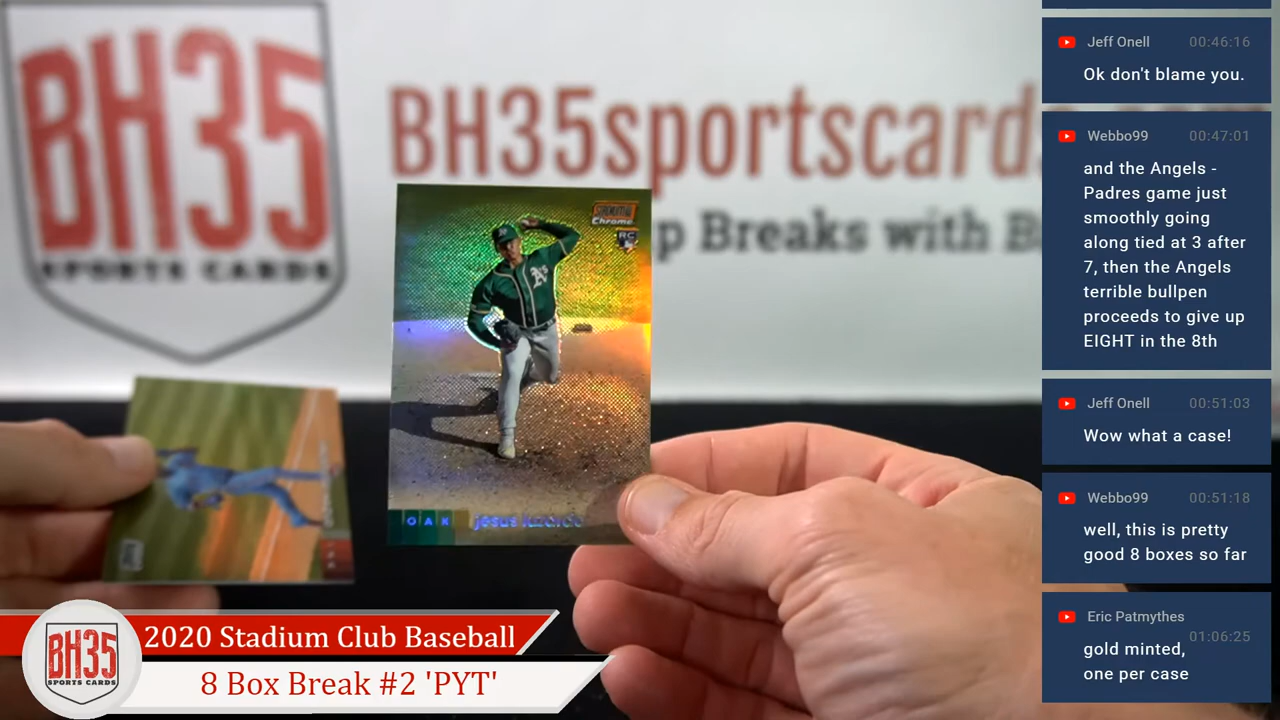 BH35
SPORTS CARDS
BH35sportscards
p Breaks with B
Chrome
RC
A's
OAK jesus luzardo
2020 Stadium Club Baseball
8 Box Break #2 'PYT'
BH35
SPORTS CARDS
Jeff Onell 00:46:16
Ok don't blame you.
Webbo99 00:47:01
and the Angels -
Padres game just
smoothly going
along tied at 3 after
7, then the Angels
terrible bullpen
proceeds to give up
EIGHT in the 8th
Jeff Onell 00:51:03
Wow what a case!
Webbo99 00:51:18
well, this is pretty
good 8 boxes so far
Eric Patmythes 01:06:25
gold minted,
one per case